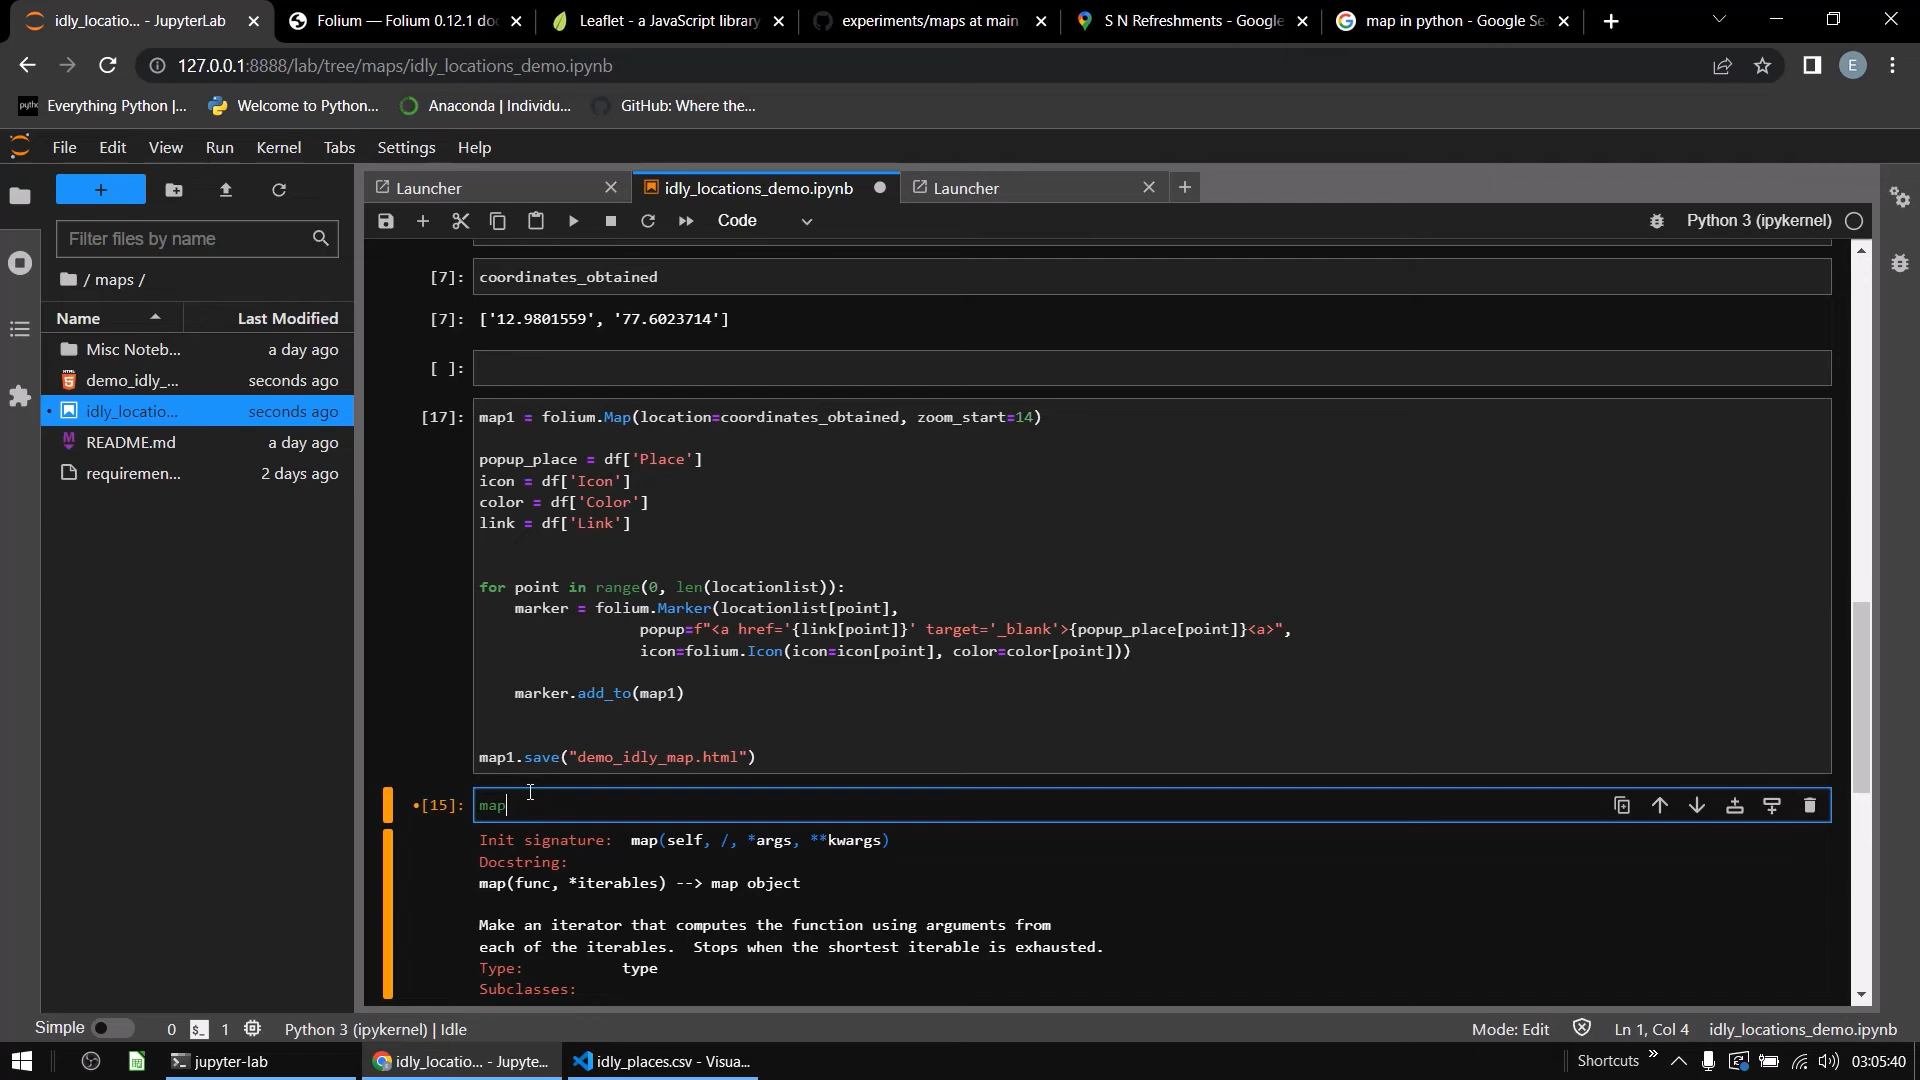 idly_locatio... - JupyterLab
Folium — Folium 0.12.1 doc
Leaflet - a JavaScript library
experiments/maps at main
S N Refreshments - Google
map in python - Google Se
127.0.0.1:8888/lab/tree/maps/idly_locations_demo.ipynb
E
Everything Python |...
Welcome to Python...
Anaconda | Individu...
GitHub: Where the...
File Edit View Run Kernel Tabs Settings Help
Launcher
idly_locations_demo.ipynb
Launcher
Filter files by name
Code
Python 3 (ipykernel)
/ maps /
Name Last Modified
Misc Noteb... a day ago
demo_idly_... seconds ago
idly_locatio... seconds ago
README.md a day ago
requiremen... 2 days ago
[7]: coordinates_obtained
[7]: ['12.9801559', '77.6023714']
[ ]:
[17]: map1 = folium.Map(location=coordinates_obtained, zoom_start=14)
popup_place = df['Place']
icon = df['Icon']
color = df['Color']
link = df['Link']
for point in range(0, len(locationlist)):
marker = folium.Marker(locationlist[point],
popup=f"<a href='{link[point]}' target='_blank'>{popup_place[point]}<a>",
icon=folium.Icon(icon=icon[point], color=color[point]))
marker.add_to(map1)
map1.save("demo_idly_map.html")
•[15]: map
Init signature: map(self, /, *args, **kwargs)
Docstring:
map(func, *iterables) --> map object
Make an iterator that computes the function using arguments from
each of the iterables. Stops when the shortest iterable is exhausted.
Type: type
Subclasses:
Simple 0 1 Python 3 (ipykernel) | Idle
Mode: Edit Ln 1, Col 4 idly_locations_demo.ipynb
jupyter-lab
idly_locatio... - Jupyte...
idly_places.csv - Visua...
Shortcuts » 03:05:40